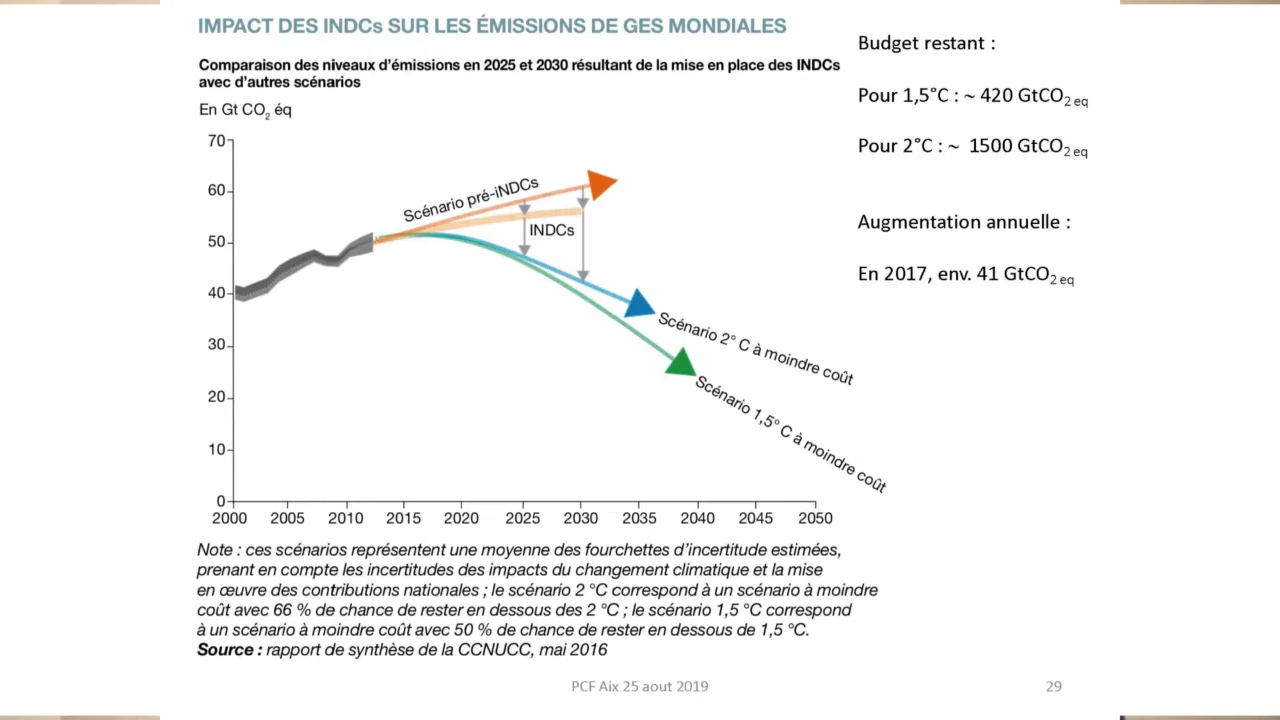 IMPACT DES INDCs SUR LES ÉMISSIONS DE GES MONDIALES
Comparaison des niveaux d'émissions en 2025 et 2030 résultant de la mise en place des INDCs
avec d'autres scénarios
En Gt CO₂ éq
70
60
50
40
30
20
10
0
2000 2005 2010 2015 2020 2025 2030 2035 2040 2045 2050
Scénario pré-iNDCs
INDCs
Scénario 2° C à moindre coût
Scénario 1,5° C à moindre coût
Note : ces scénarios représentent une moyenne des fourchettes d'incertitude estimées,
prenant en compte les incertitudes des impacts du changement climatique et la mise
en œuvre des contributions nationales ; le scénario 2 °C correspond à un scénario à moindre
coût avec 66 % de chance de rester en dessous des 2 °C ; le scénario 1,5 °C correspond
à un scénario à moindre coût avec 50 % de chance de rester en dessous de 1,5 °C.
Source : rapport de synthèse de la CCNUCC, mai 2016
Budget restant :
Pour 1,5°C : ~ 420 GtCO₂ eq
Pour 2°C : ~ 1500 GtCO₂ eq
Augmentation annuelle :
En 2017, env. 41 GtCO₂ eq
PCF Aix 25 aout 2019
29